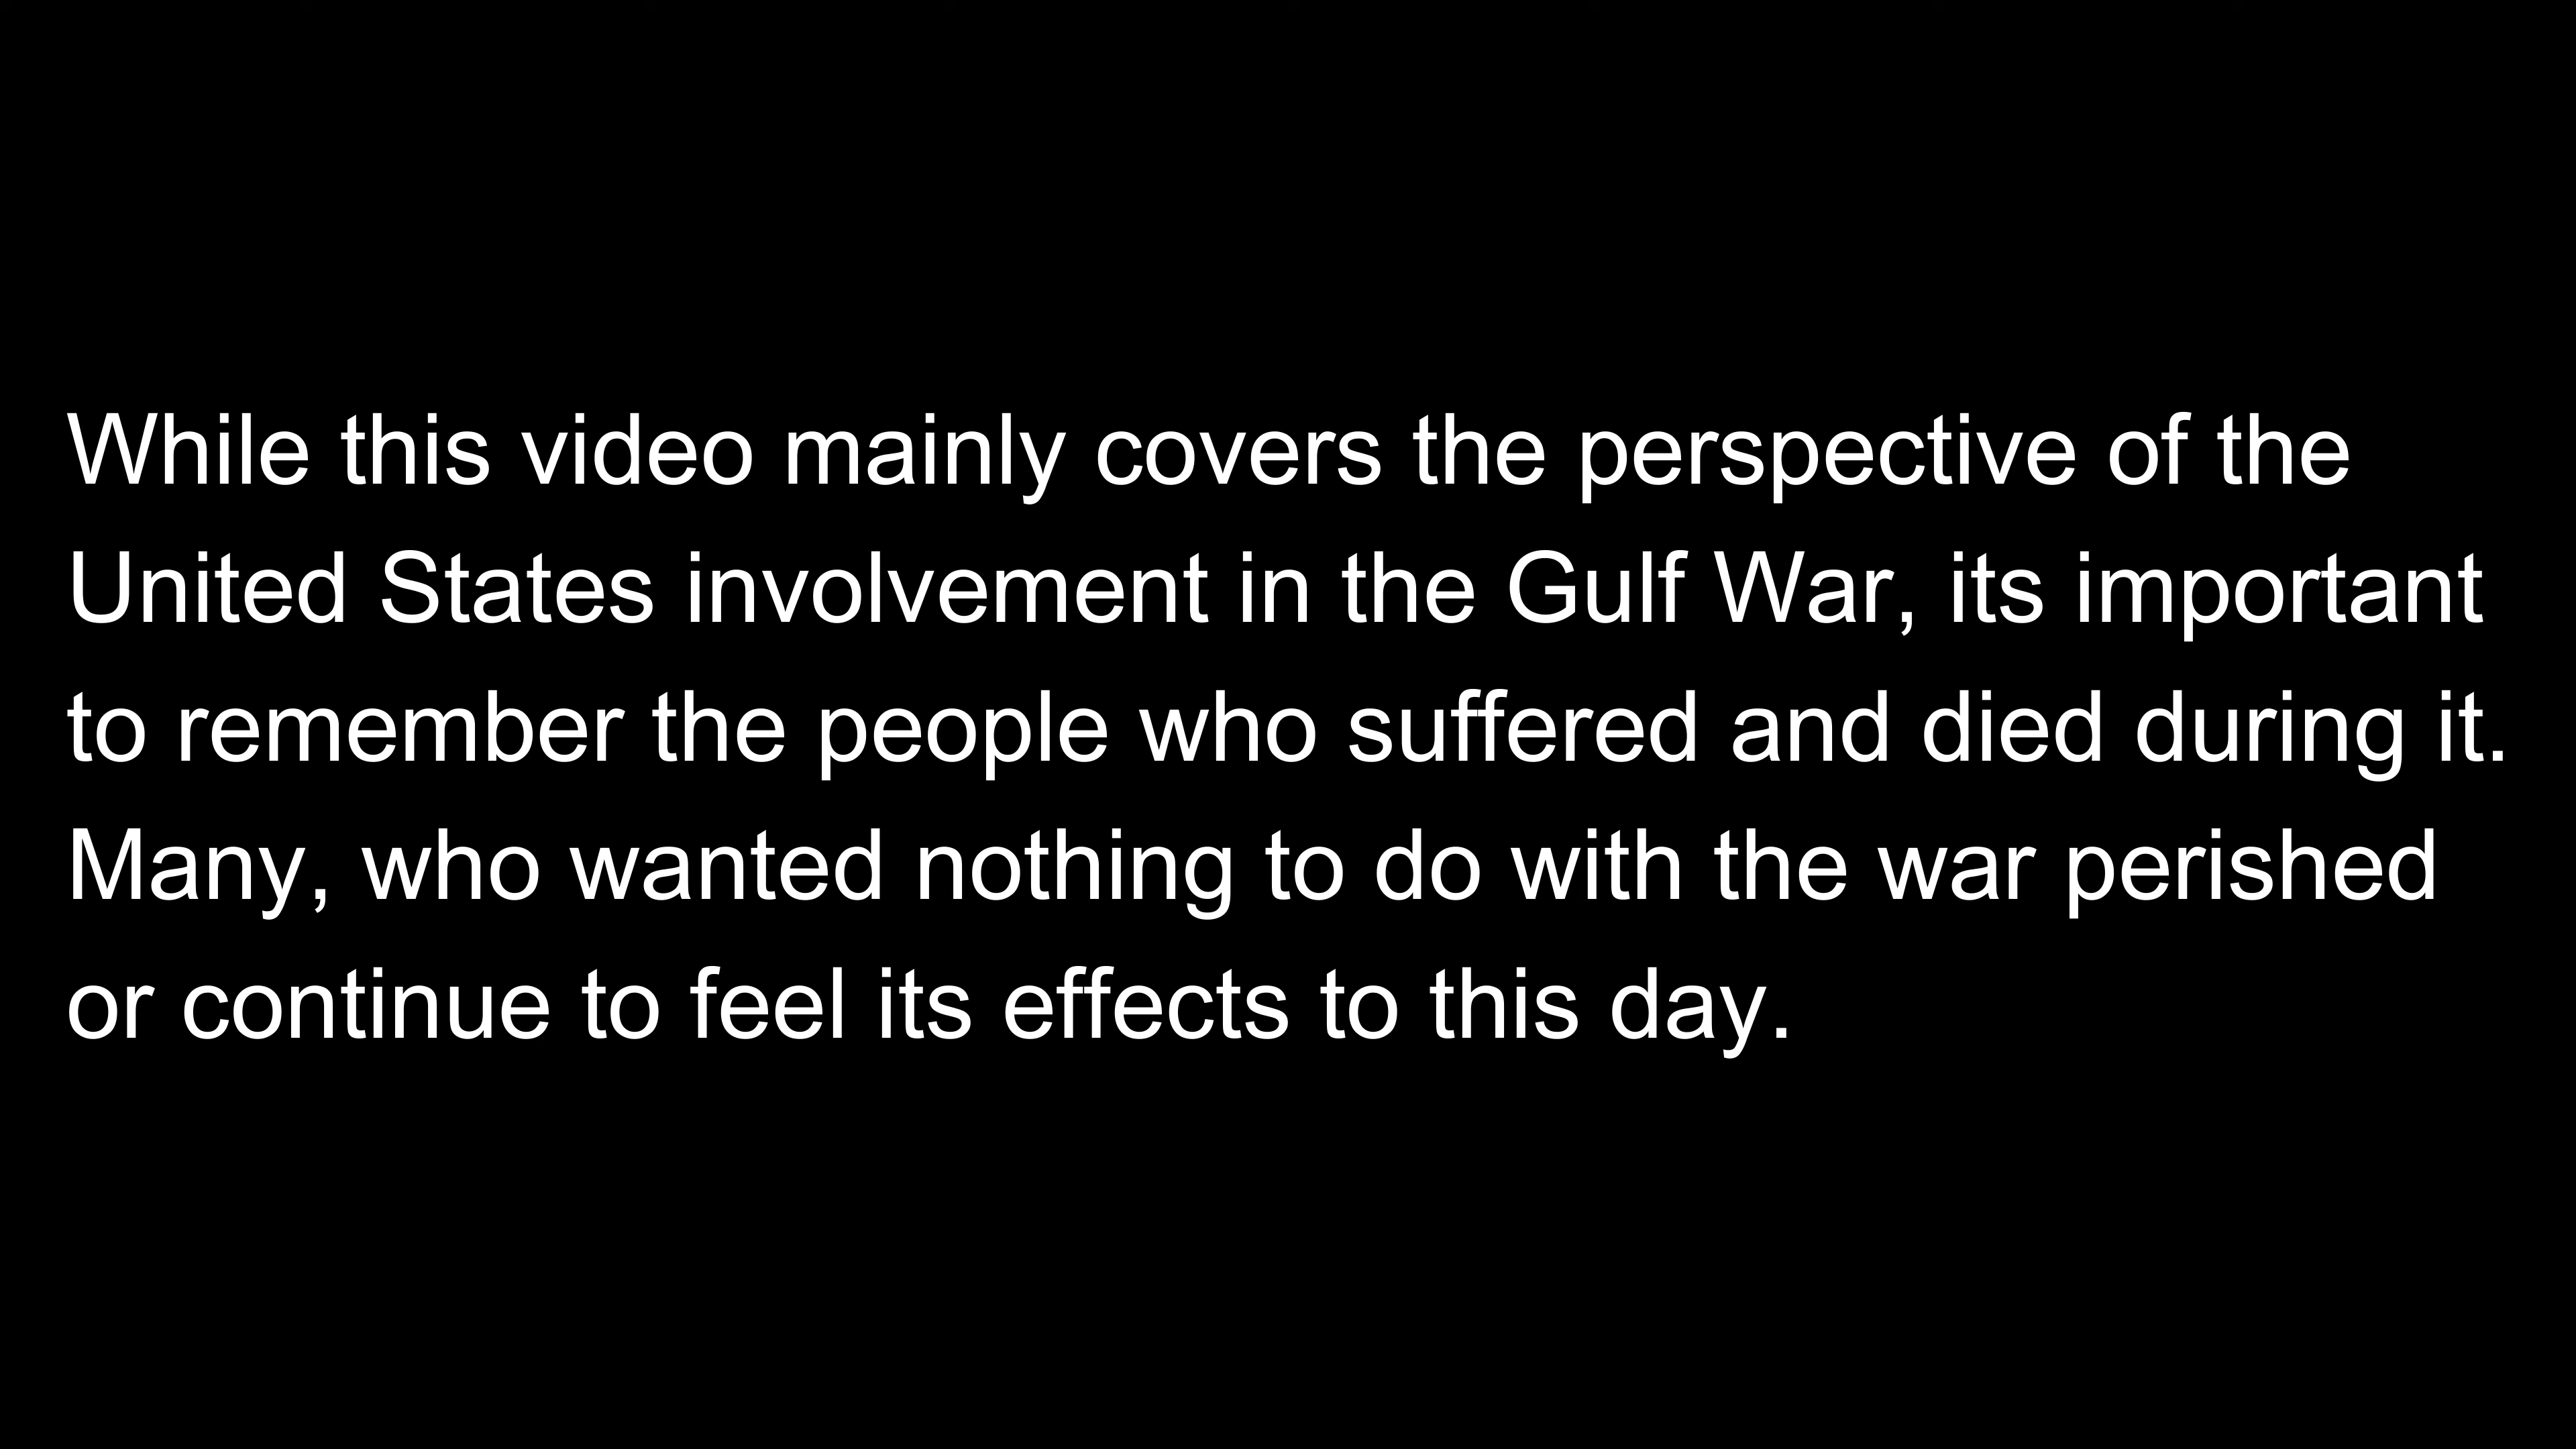 While this video mainly covers the perspective of the
United States involvement in the Gulf War, its important
to remember the people who suffered and died during it.
Many, who wanted nothing to do with the war perished
or continue to feel its effects to this day.